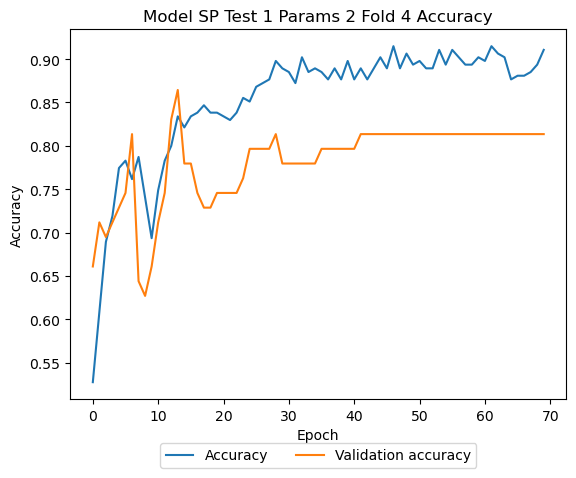 Model SP Test 1 Params 2 Fold 4 Accuracy
0.90
0.85
0.80
0.75
0.70
0.65
0.60
0.55
Accuracy
0 10 20 30 40 50 60 70
Epoch
Accuracy Validation accuracy